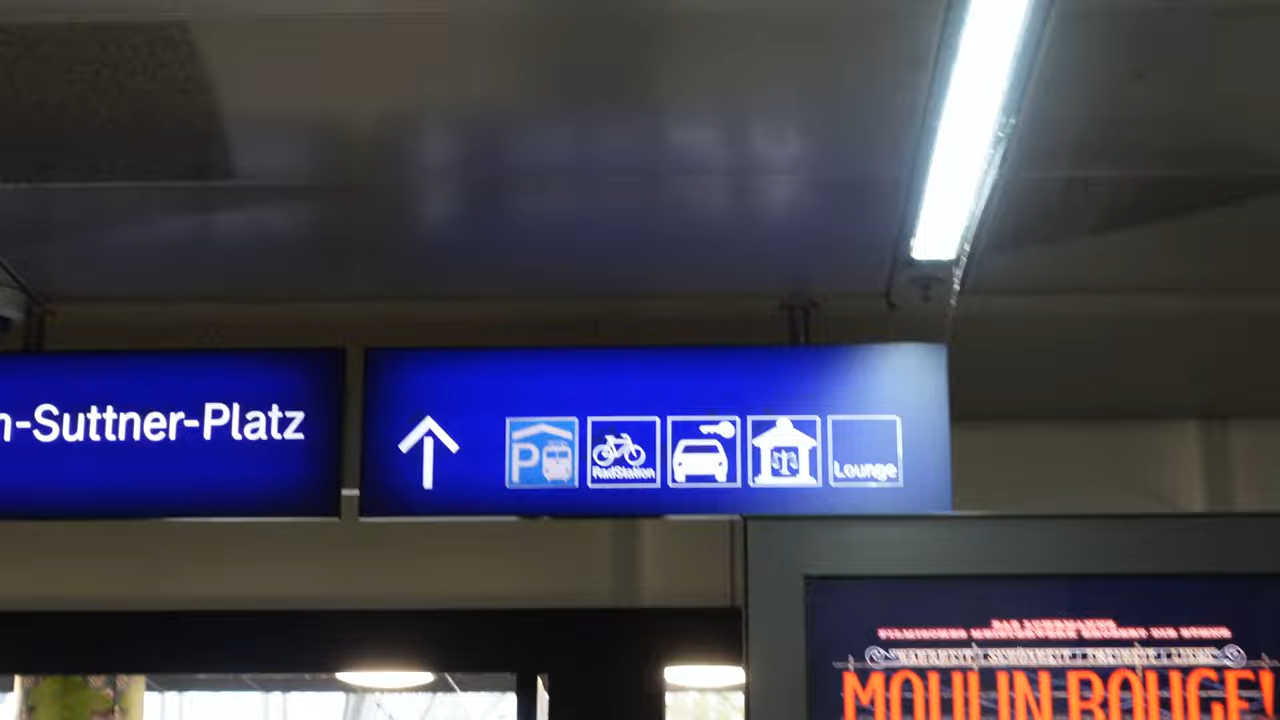 n-Suttner-Platz
P
RadStation
Lounge
MOULIN ROUGE!